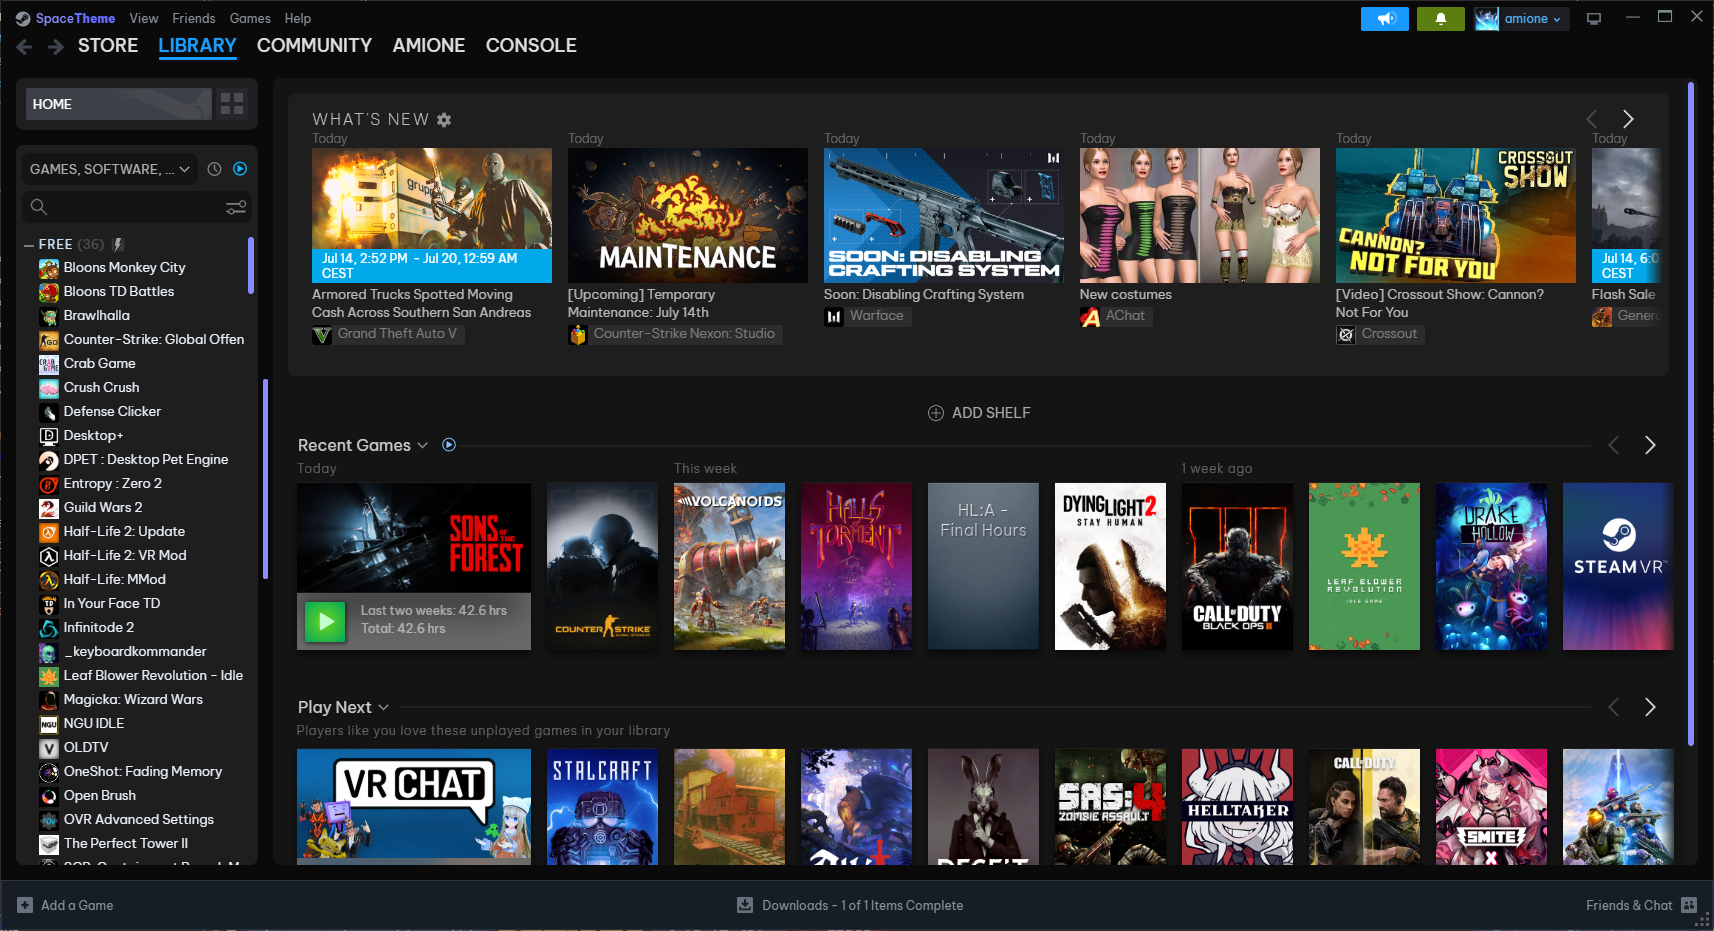 SpaceTheme View Friends Games Help
amione
STORE LIBRARY COMMUNITY AMIONE CONSOLE
HOME
GAMES, SOFTWARE, ...
FREE (36)
Bloons Monkey City
Bloons TD Battles
Brawlhalla
Counter-Strike: Global Offen
Crab Game
Crush Crush
Defense Clicker
Desktop+
DPET : Desktop Pet Engine
Entropy : Zero 2
Guild Wars 2
Half-Life 2: Update
Half-Life 2: VR Mod
Half-Life: MMod
In Your Face TD
Infinitode 2
_keyboardkommander
Leaf Blower Revolution - Idle
Magicka: Wizard Wars
NGU IDLE
OLDTV
OneShot: Fading Memory
Open Brush
OVR Advanced Settings
The Perfect Tower II
WHAT'S NEW
Today
gruppe
Jul 14, 2:52 PM - Jul 20, 12:59 AM
CEST
Armored Trucks Spotted Moving
Cash Across Southern San Andreas
Grand Theft Auto V
Today
MAINTENANCE
[Upcoming] Temporary
Maintenance: July 14th
Counter-Strike Nexon: Studio
Today
SOON: DISABLING
CRAFTING SYSTEM
Soon: Disabling Crafting System
Warface
Today
New costumes
AChat
Today
CROSSOUT
SHOW
CANNON?
NOT FOR YOU
[Video] Crossout Show: Cannon?
Not For You
Crossout
Today
Jul 14, 6:0
CEST
Flash Sale
Genera
ADD SHELF
Recent Games
Today
SONS OF THE
FOREST
Last two weeks: 42.6 hrs
Total: 42.6 hrs
COUNTER STRIKE
GLOBAL OFFENSIVE
This week
VOLCANOIDS
HALLS
OF
TORMENT
HL:A -
Final Hours
DYING LIGHT 2
STAY HUMAN
1 week ago
CALL OF DUTY
BLACK OPS III
LEAF BLOWER
REVOLUTION
IDLE GAME
DRAKE
HOLLOW
STEAM VR™
Play Next
Players like you love these unplayed games in your library
VR CHAT
STALCRAFT
DECEIT
SAS: 4
ZOMBIE ASSAULT
HELLTAKER
CALL OF DUTY
SMITE
X
Add a Game
Downloads - 1 of 1 Items Complete
Friends & Chat